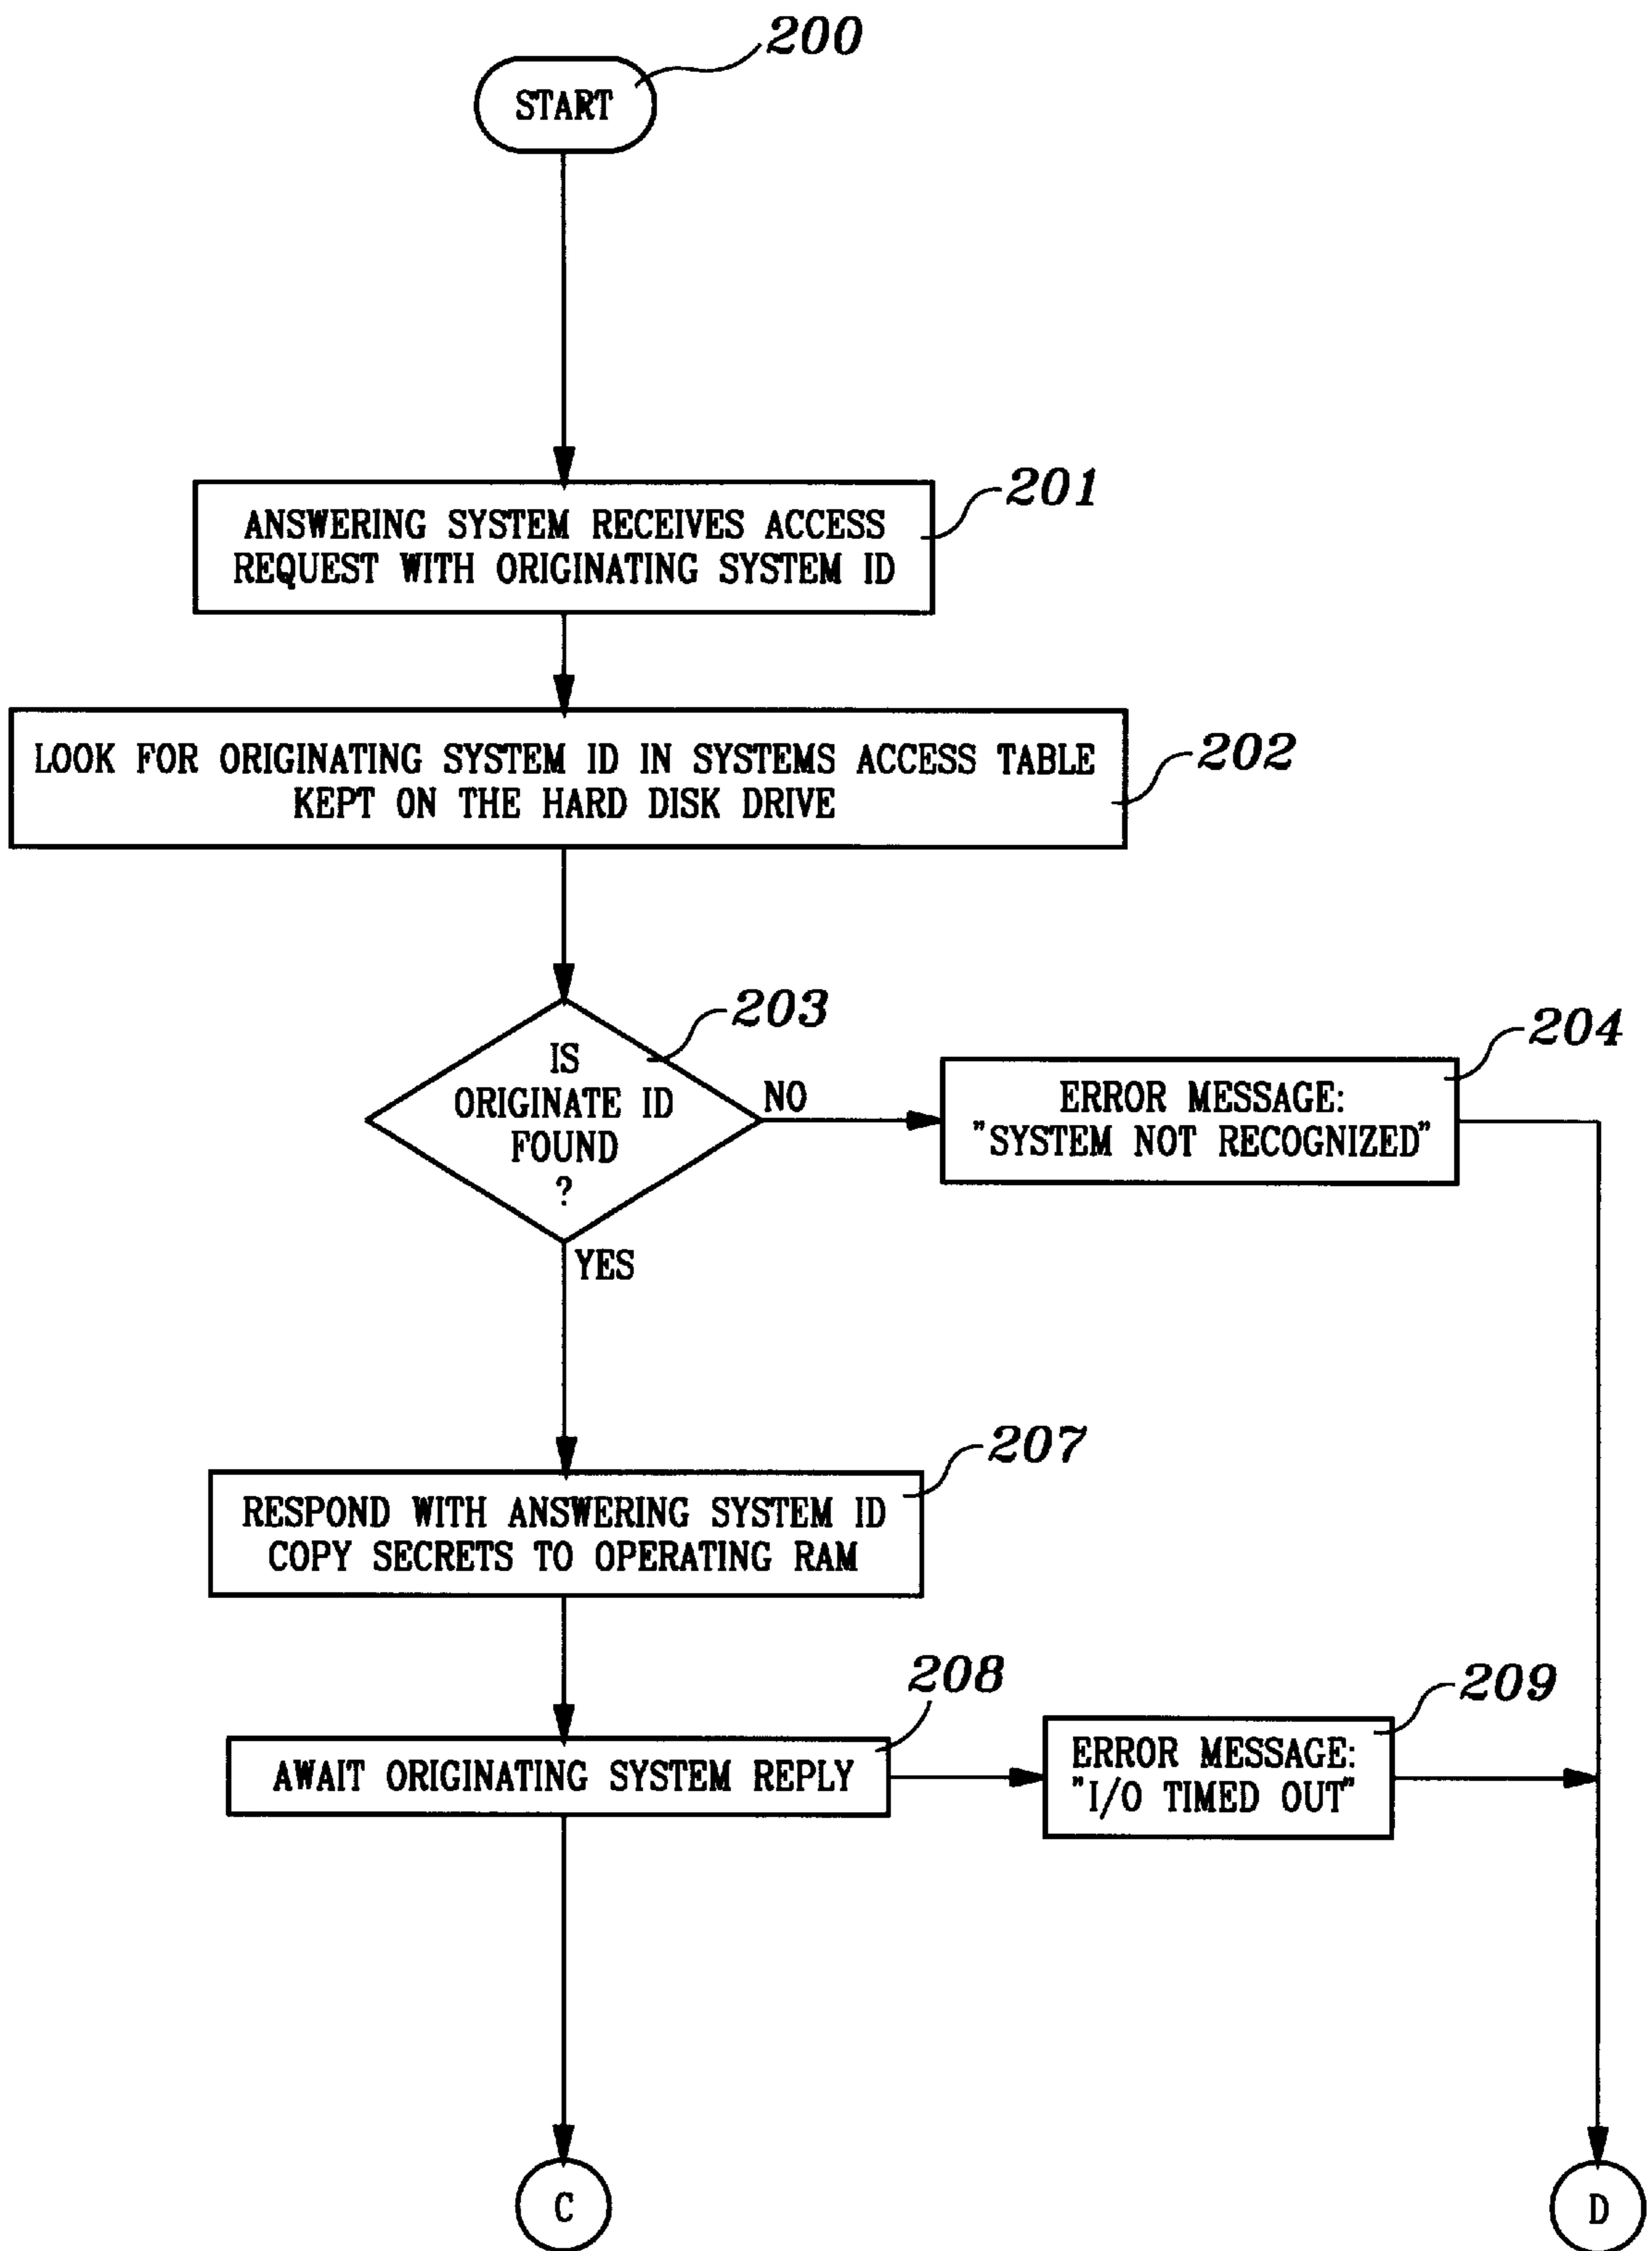 200
START
201
ANSWERING SYSTEM RECEIVES ACCESS
REQUEST WITH ORIGINATING SYSTEM ID
202
LOOK FOR ORIGINATING SYSTEM ID IN SYSTEMS ACCESS TABLE
KEPT ON THE HARD DISK DRIVE
203
IS
ORIGINATE ID
FOUND
?
NO
YES
204
ERROR MESSAGE:
"SYSTEM NOT RECOGNIZED"
207
RESPOND WITH ANSWERING SYSTEM ID
COPY SECRETS TO OPERATING RAM
208
AWAIT ORIGINATING SYSTEM REPLY
209
ERROR MESSAGE:
"I/O TIMED OUT"
C
D